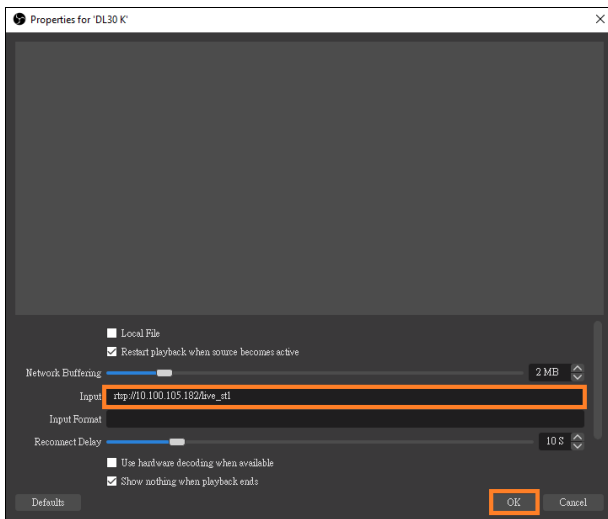 Properties for 'DL30 K'
Local File
Restart playback when source becomes active
Network Buffering 2 MB
Input rtsp://10.100.105.182/live_st1
Input Format
Reconnect Delay 10 S
Use hardware decoding when available
Show nothing when playback ends
Defaults OK Cancel